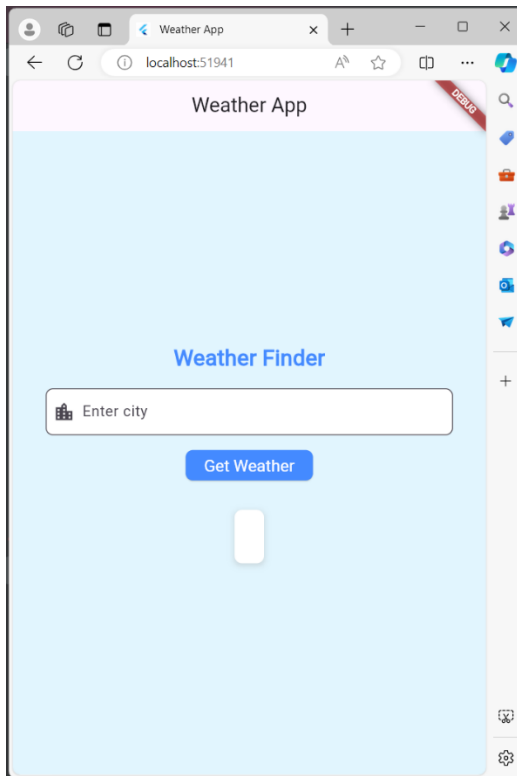 Weather App
localhost:51941
Weather App
DEBUG
Weather Finder
Enter city
Get Weather